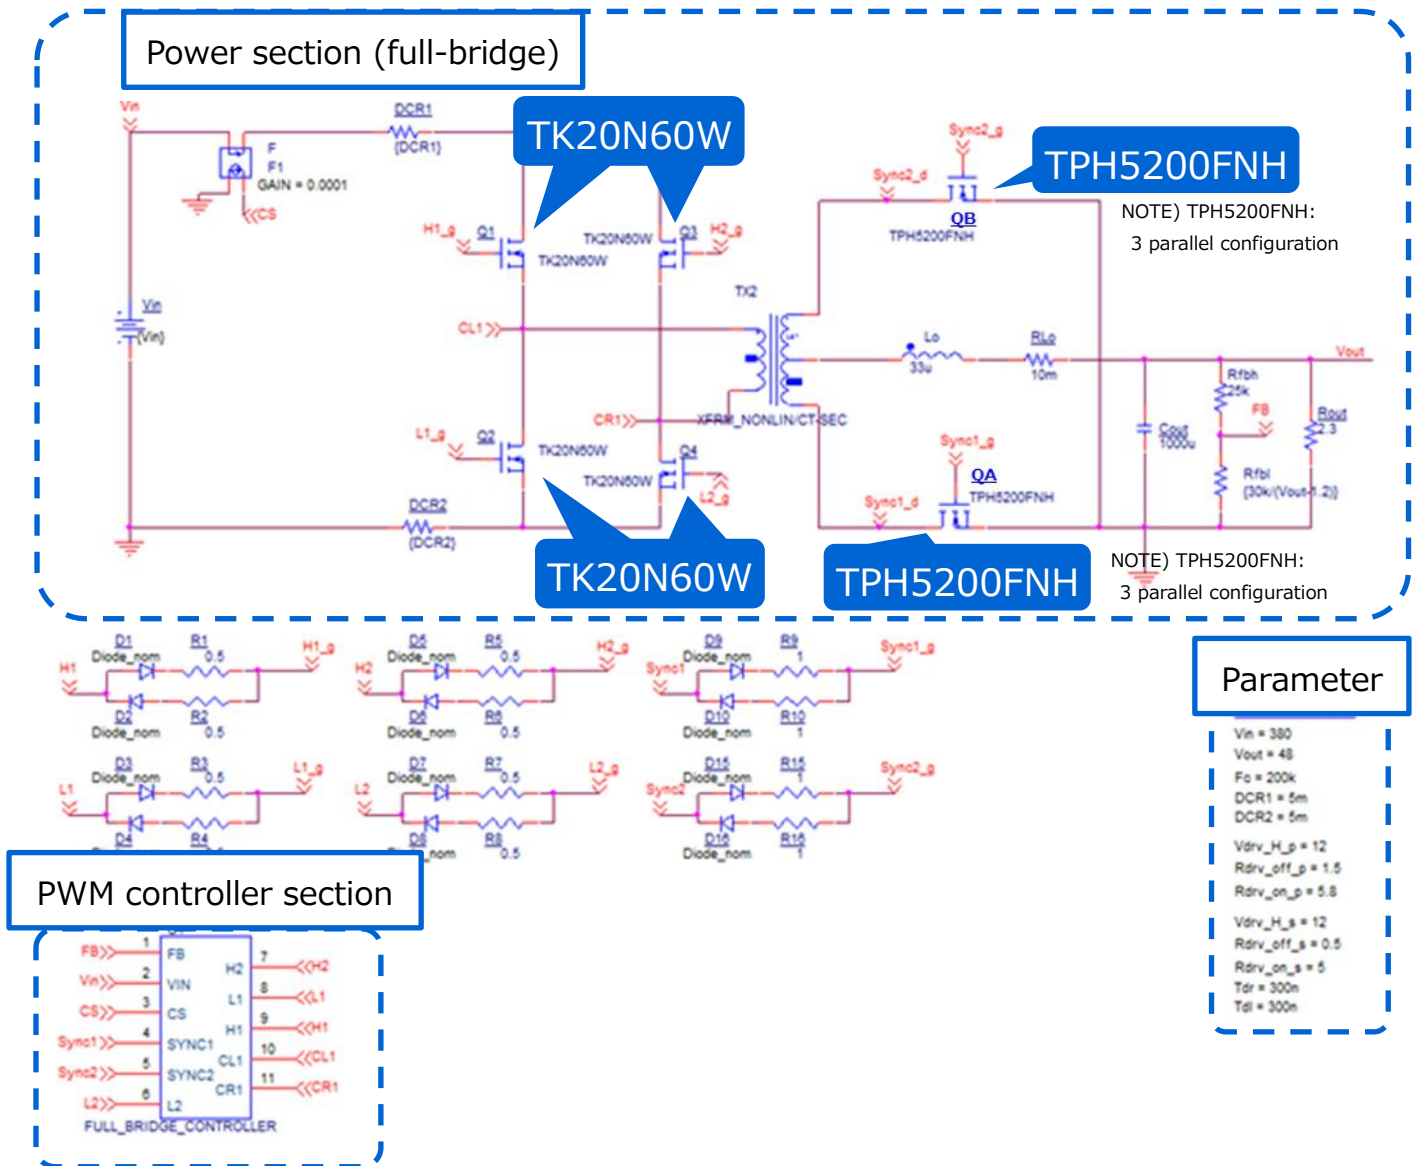 Power section (full-bridge)
Vin
DCR1
{DCR1}
F
F1
GAIN = 0.0001
CS
TK20N60W
Sync2_g
TPH5200FNH
Sync2_d
QB
TPH5200FNH
NOTE) TPH5200FNH:
3 parallel configuration
H1_g
Q1
TK20N60W
TK20N60W
Q3
H2_g
TX2
Vin
{Vin}
CL1
Lo
33u
RLo
10m
Vout
Rfbh
25k
FB
Rout
2.3
Cout
1000u
Rfbl
{30k/(Vout-1.2)}
CR1
XFRM_NONLIN/CT-SEC
L1_g
Q2
TK20N60W
TK20N60W
Q4
L2_g
Sync1_g
QA
TPH5200FNH
Sync1_d
DCR2
{DCR2}
TK20N60W
TPH5200FNH
NOTE) TPH5200FNH:
3 parallel configuration
D1
Diode_nom
R1
0.5
H1
H1_g
D2
Diode_nom
R2
0.5
D5
Diode_nom
R5
0.5
H2
H2_g
D6
Diode_nom
R6
0.5
D9
Diode_nom
R9
1
Sync1
Sync1_g
D10
Diode_nom
R10
1
D3
Diode_nom
R3
0.5
L1
L1_g
D4
R4
D7
Diode_nom
R7
0.5
L2
L2_g
D8
_nom
R8
0.5
D15
Diode_nom
R15
1
Sync2
Sync2_g
D16
Diode_nom
R16
1
Parameter
Vin = 380
Vout = 48
Fc = 200k
DCR1 = 5m
DCR2 = 5m
Vdrv_H_p = 12
Rdrv_off_p = 1.5
Rdrv_on_p = 5.8
Vdrv_H_s = 12
Rdrv_off_s = 0.5
Rdrv_on_s = 5
Tdr = 300n
Tdl = 300n
PWM controller section
FB 1 FB
Vin 2 VIN
CS 3 CS
Sync1 4 SYNC1
Sync2 5 SYNC2
L2 6 L2
H2 7 H2
L1 8 L1
H1 9 H1
CL1 10 CL1
CR1 11 CR1
FULL_BRIDGE_CONTROLLER